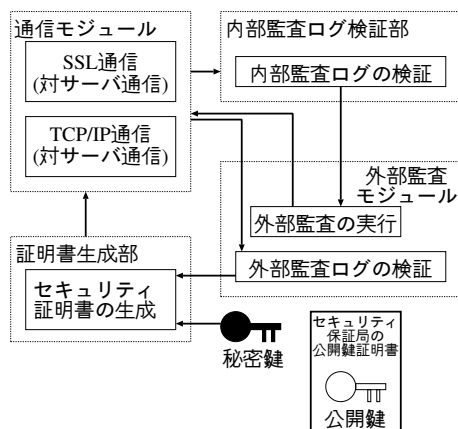 通信モジュール
SSL通信
(対サーバ通信)
TCP/IP通信
(対サーバ通信)
内部監査ログ検証部
内部監査ログの検証
外部監査
モジュール
外部監査の実行
外部監査ログの検証
証明書生成部
セキュリティ
証明書の生成
秘密鍵
セキュリティ
保証局の
公開鍵証明書
公開鍵